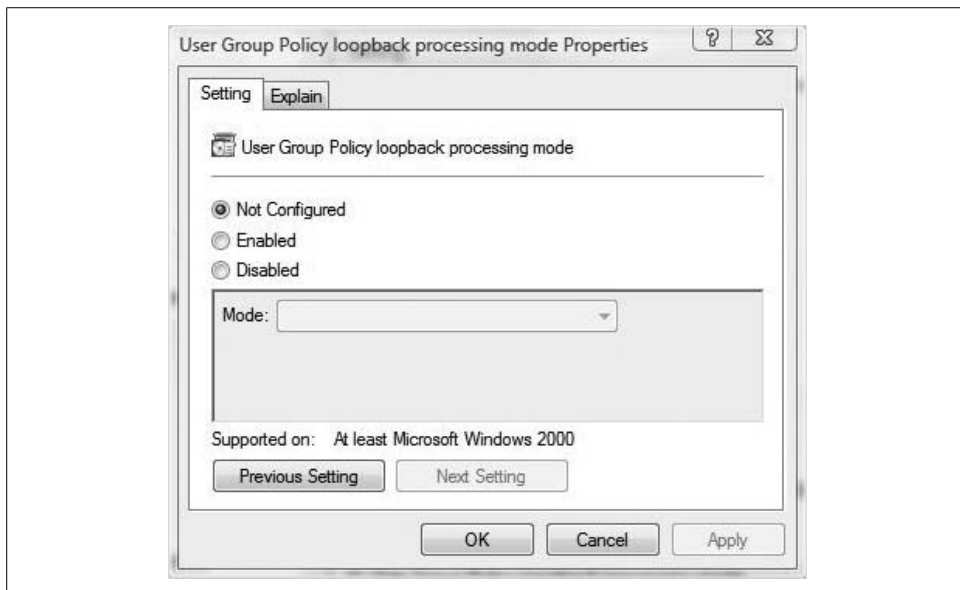 User Group Policy loopback processing mode Properties
Setting
Explain
User Group Policy loopback processing mode
Not Configured
Enabled
Disabled
Mode:
Supported on: At least Microsoft Windows 2000
Previous Setting
Next Setting
OK
Cancel
Apply